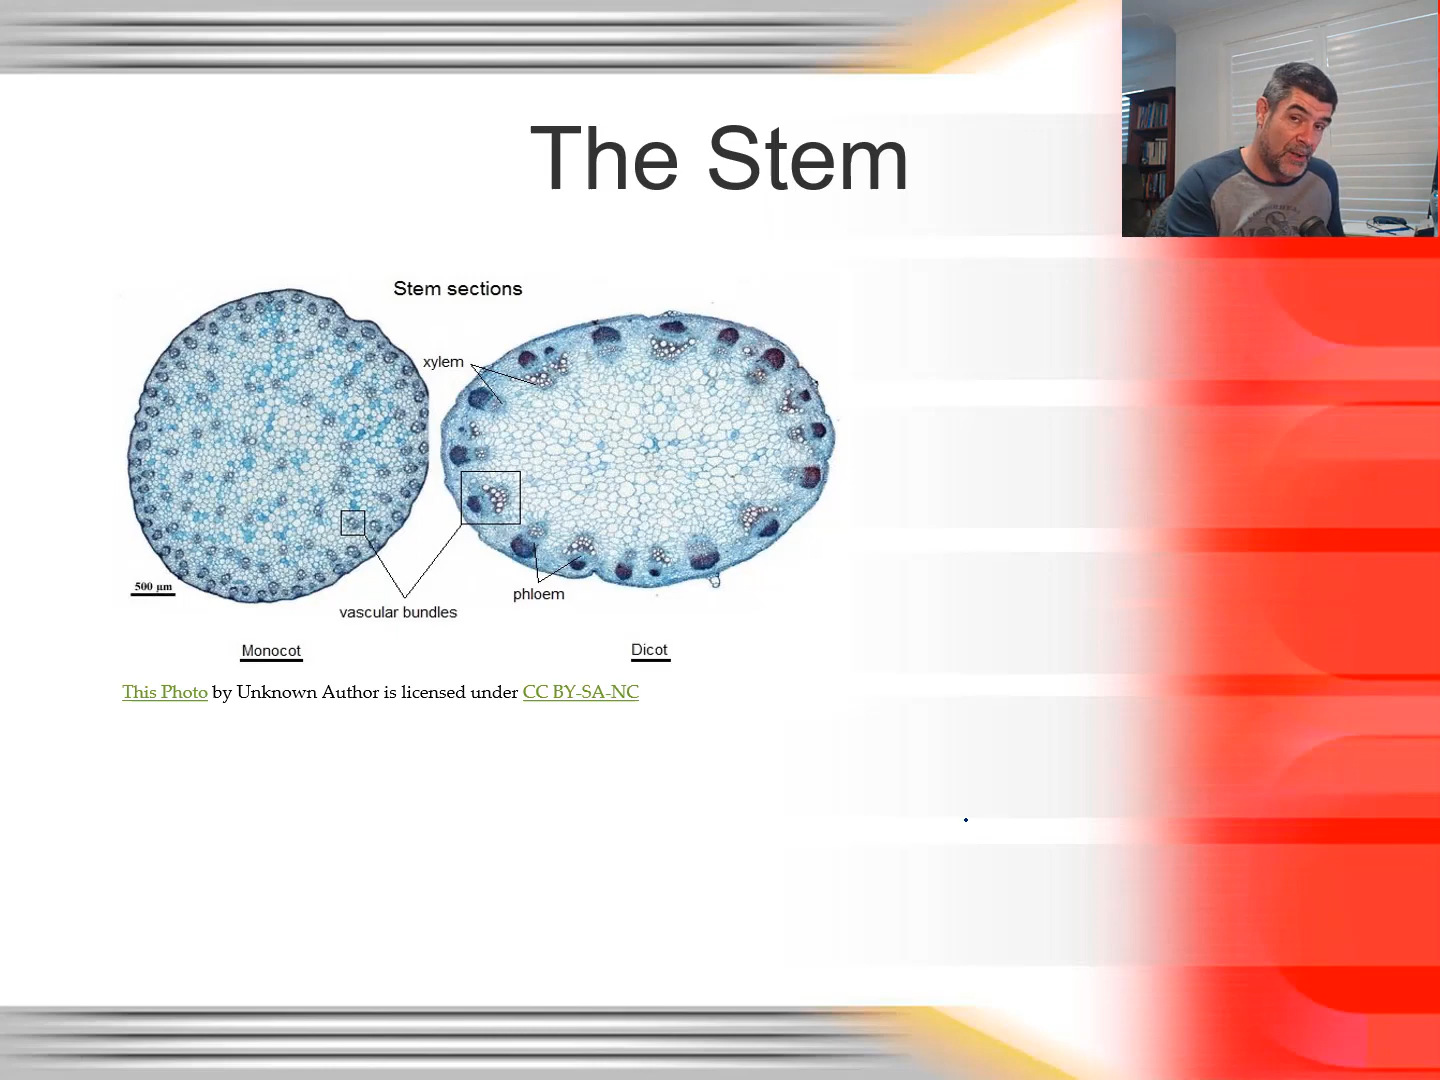 The Stem
Stem sections
xylem
500 µm
phloem
vascular bundles
Monocot
Dicot
This Photo by Unknown Author is licensed under CC BY-SA-NC